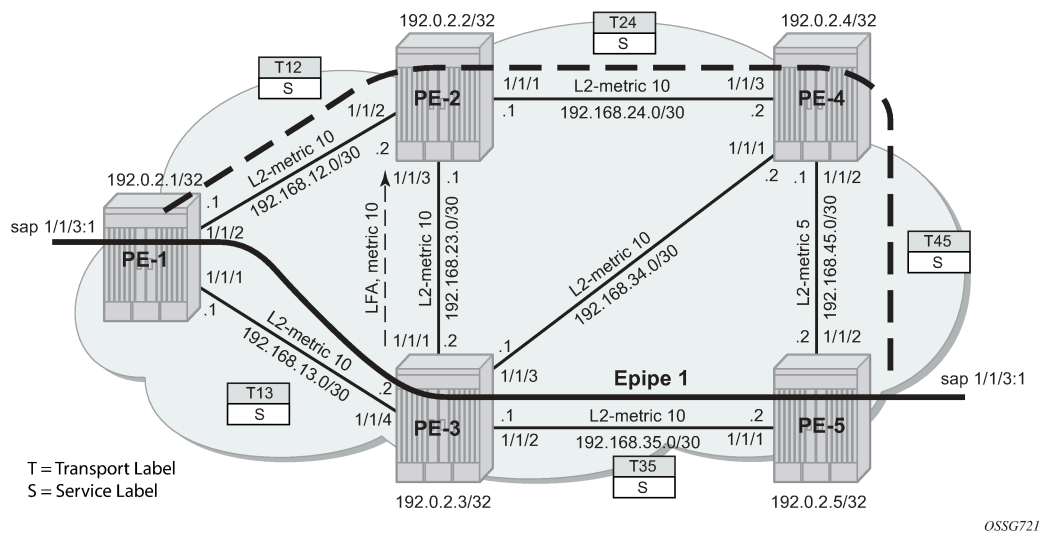 192.0.2.2/32
T24
S
192.0.2.4/32
T12
S
1/1/1
L2-metric 10
1/1/3
PE-2
PE-4
1/1/2
.1
192.168.24.0/30
.2
L2-metric 10
192.168.12.0/30
.2
1/1/1
192.0.2.1/32
1/1/3
.1
.2
.1
1/1/2
.1
sap 1/1/3:1
1/1/2
PE-1
LFA, metric 10
L2-metric 10
192.168.23.0/30
L2-metric 10
192.168.34.0/30
L2-metric 5
192.168.45.0/30
T45
S
1/1/1
.1
L2-metric 10
192.168.13.0/30
1/1/1
.2
.1
.2
1/1/2
1/1/3
Epipe 1
sap 1/1/3:1
T13
S
.2
1/1/4
PE-3
.1
L2-metric 10
.2
PE-5
1/1/2
192.168.35.0/30
1/1/1
T35
S
T = Transport Label
S = Service Label
192.0.2.3/32
192.0.2.5/32
OSSG721